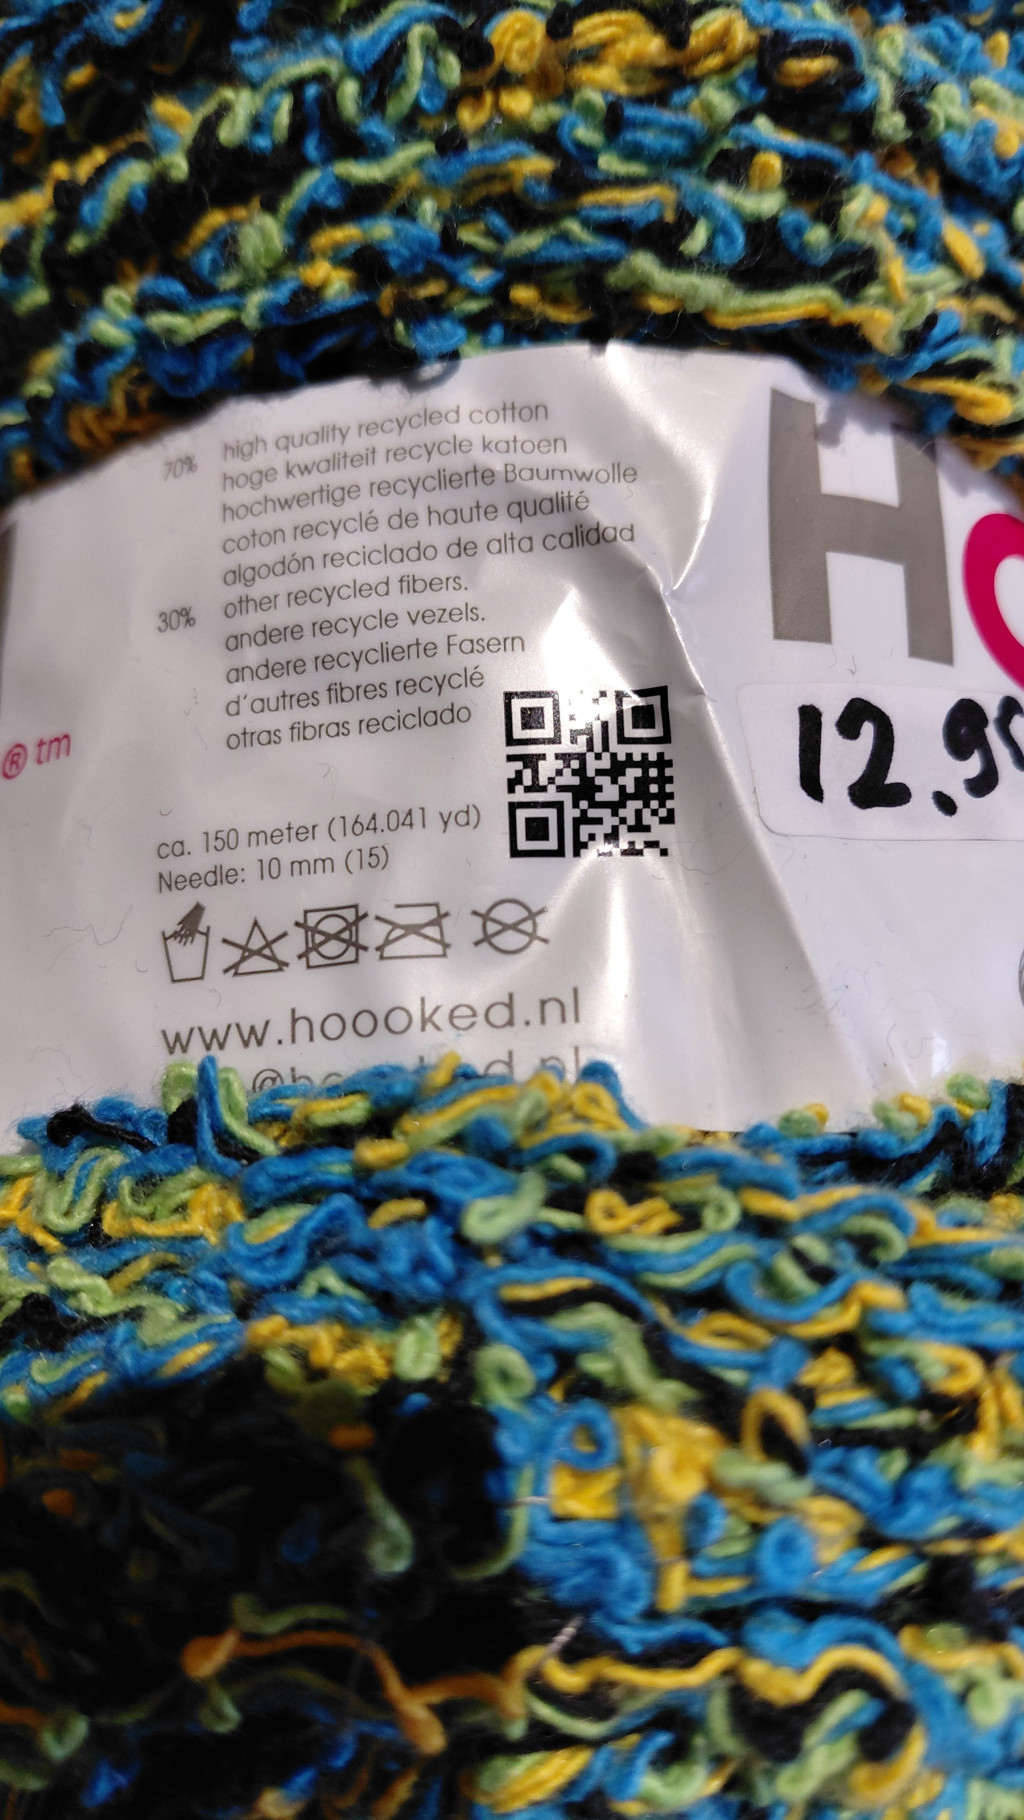 70% high quality recycled cotton
hoge kwaliteit recycle katoen
hochwertige recyclierte Baumwolle
coton recyclé de haute qualité
algodón reciclado de alta calidad
30% other recycled fibers.
andere recycle vezels.
andere recyclierte Fasern
d'autres fibres recyclé
otras fibras reciclado
® tm
ca. 150 meter (164.041 yd)
Needle: 10 mm (15)
www.hoooked.nl
H
12.9